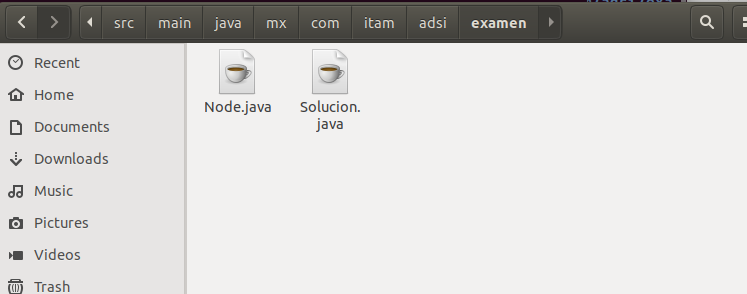 src main java mx com itam adsi examen
Recent
Home
Documents
Downloads
Music
Pictures
Videos
Trash
Node.java
Solucion.
java